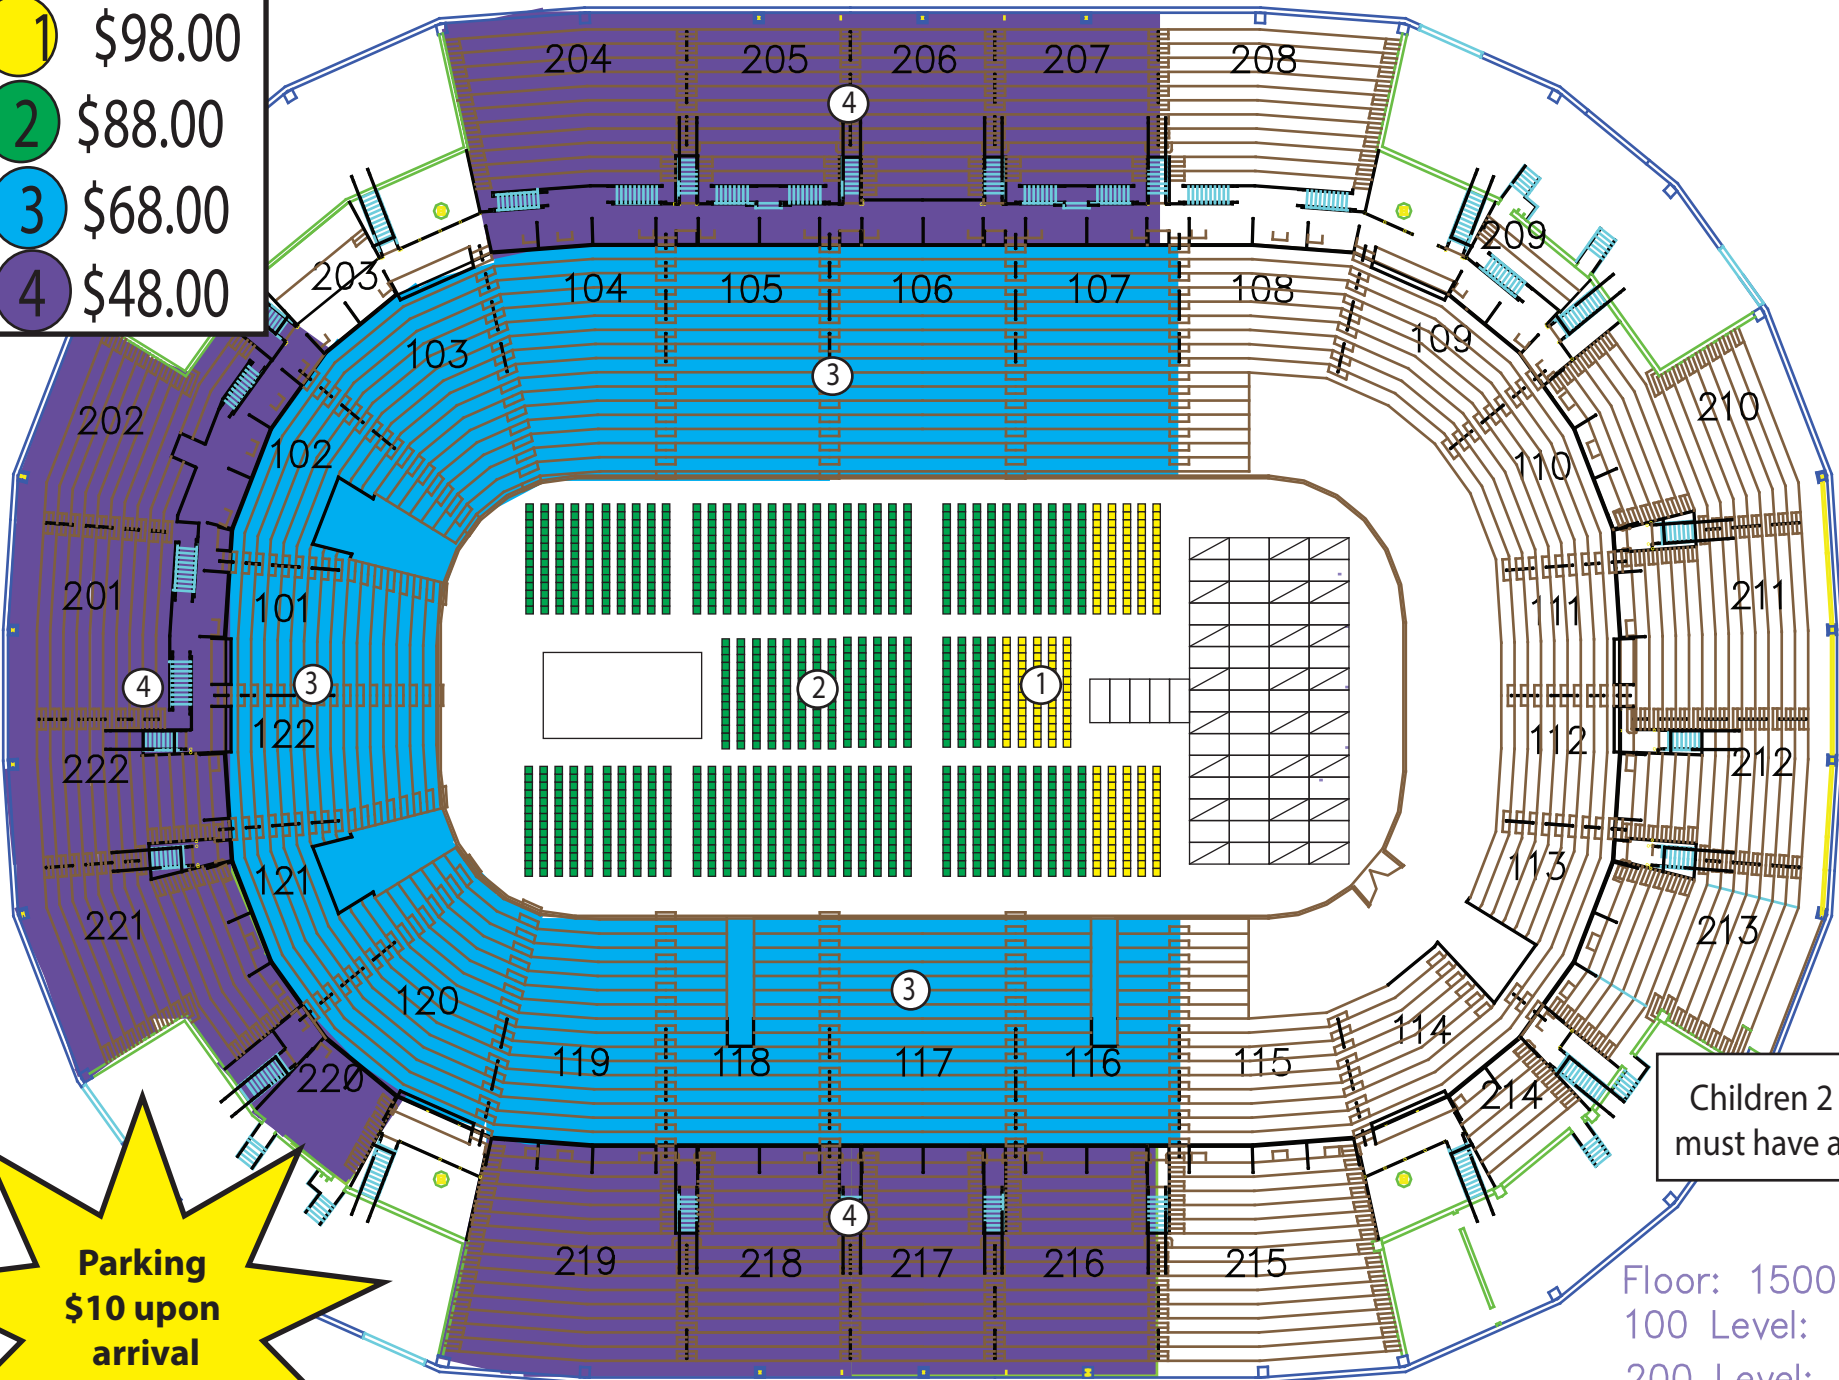 1 $98.00
2 $88.00
3 $68.00
4 $48.00
204 205 206 207 208
4
203 209
104 105 106 107 108
103 109
3
202 210
102 110
201 101 111 211
4 3 2 1
222 122 112 212
121 113
221 213
120 3 114
119 118 117 116 115
220 214
4
219 218 217 216 215
Parking
$10 upon
arrival
Children 2
must have a
Floor: 1500
100 Level:
200 Level: